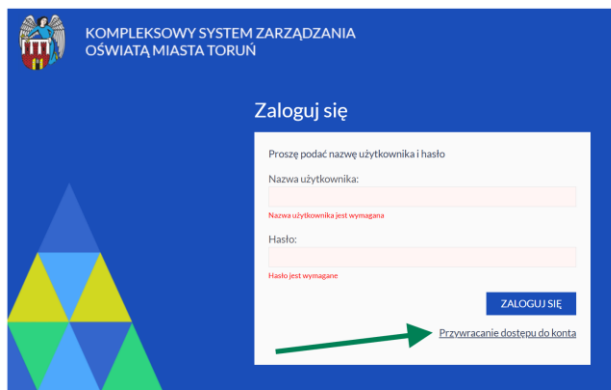 KOMPLEKSOWY SYSTEM ZARZĄDZANIA
OŚWIATĄ MIASTA TORUŃ
Zaloguj się
Proszę podać nazwę użytkownika i hasło
Nazwa użytkownika:
Nazwa użytkownika jest wymagana
Hasło:
Hasło jest wymagane
ZALOGUJ SIĘ
Przywracanie dostępu do konta